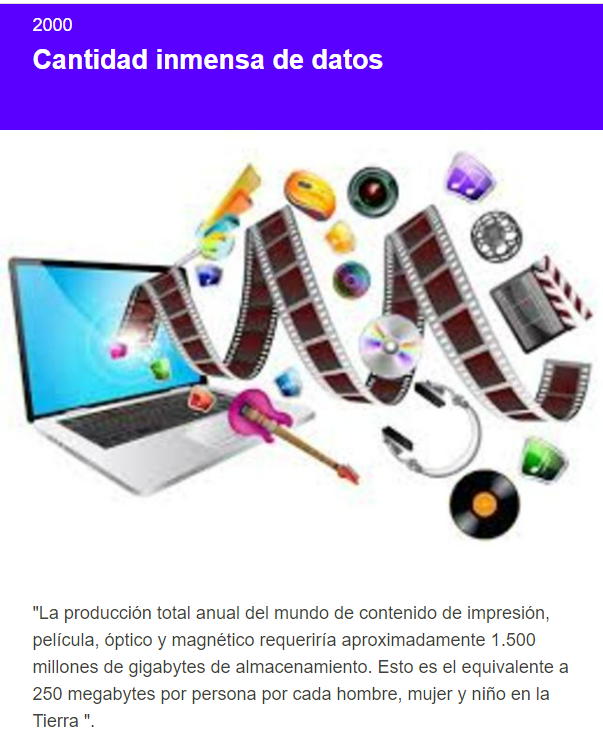 2000
Cantidad inmensa de datos
"La producción total anual del mundo de contenido de impresión,
película, óptico y magnético requeriría aproximadamente 1.500
millones de gigabytes de almacenamiento. Esto es el equivalente a
250 megabytes por persona por cada hombre, mujer y niño en la
Tierra ".